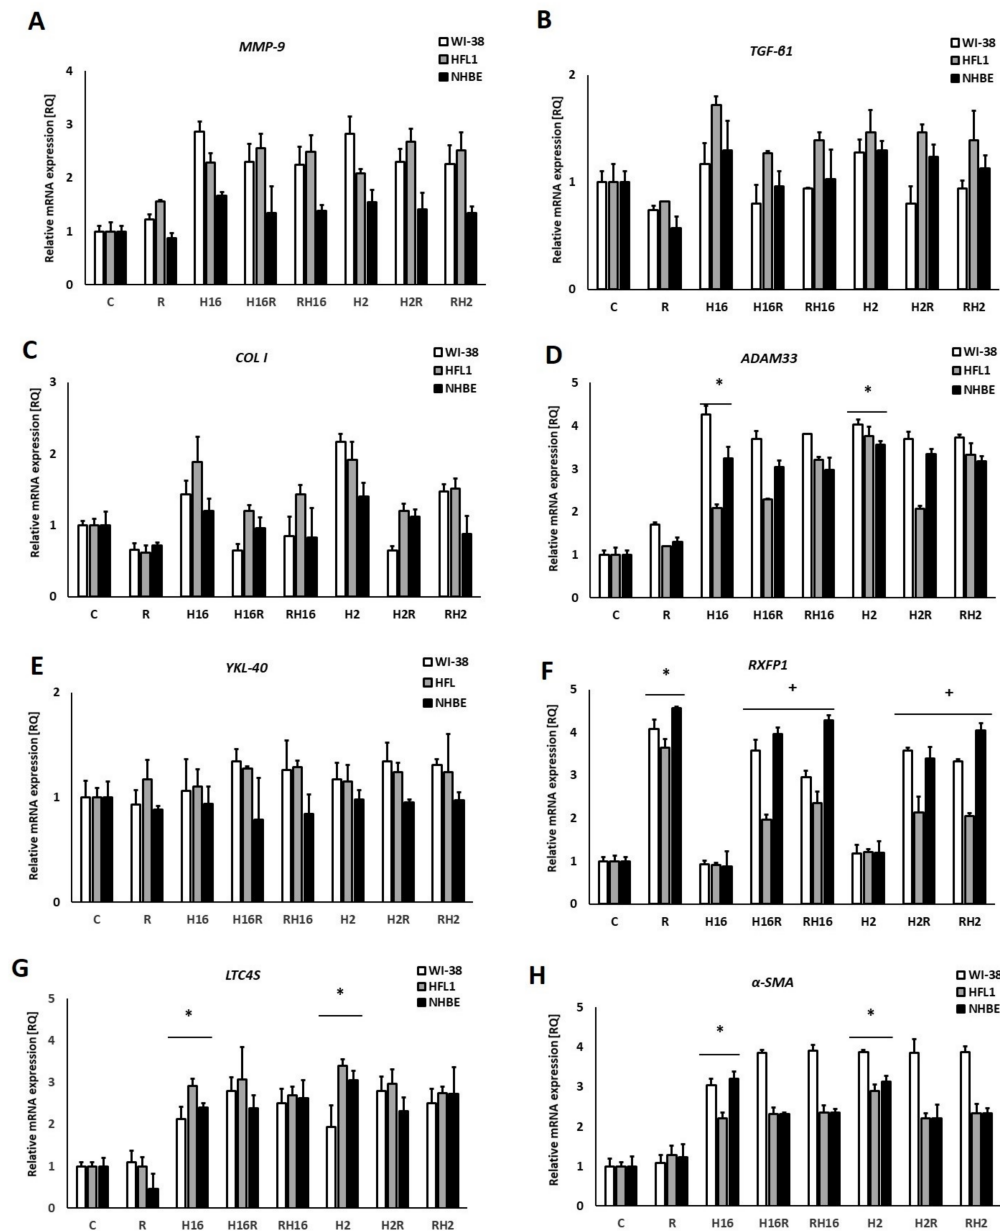 A
MMP-9
WI-38
HFL1
NHBE
Relative mRNA expression [RQ]
4
3
2
1
0
C R H16 H16R RH16 H2 H2R RH2
B
TGF-β1
WI-38
HFL1
NHBE
Relative mRNA expression [RQ]
2
1
0
C R H16 H16R RH16 H2 H2R RH2
C
COL I
WI-38
HFL1
NHBE
Relative mRNA expression [RQ]
3
2
1
0
C R H16 H16R RH16 H2 H2R RH2
D
ADAM33
WI-38
HFL1
NHBE
Relative mRNA expression [RQ]
5
4
3
2
1
0
* *
C R H16 H16R RH16 H2 H2R RH2
E
YKL-40
WI-38
HFL
NHBE
Relative mRNA expression [RQ]
2
1
0
C R H16 H16R RH16 H2 H2R RH2
F
RXFP1
WI-38
HFL1
NHBE
Relative mRNA expression [RQ]
5
4
3
2
1
0
* + +
C R H16 H16R RH16 H2 H2R RH2
G
LTC4S
WI-38
HFL1
NHBE
Relative mRNA expression [RQ]
5
4
3
2
1
0
* *
C R H16 H16R RH16 H2 H2R RH2
H
α-SMA
WI-38
HFL1
NHBE
Relative mRNA expression [RQ]
5
4
3
2
1
0
* *
C R H16 H16R RH16 H2 H2R RH2